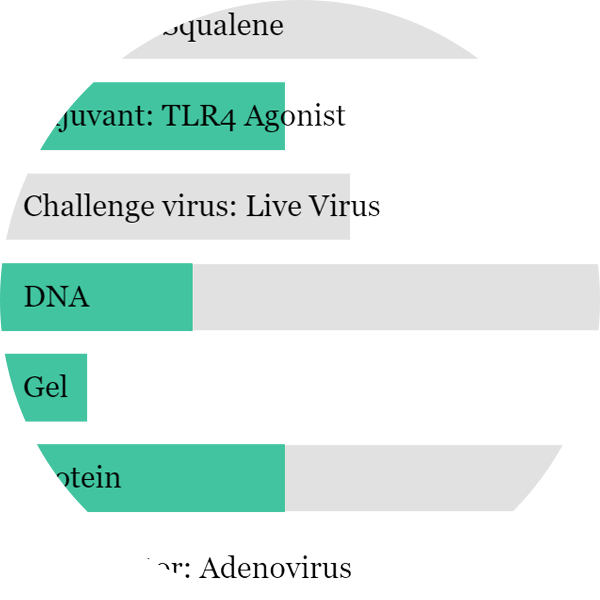 Squalene
juvant: TLR4 Agonist
Challenge virus: Live Virus
DNA
Gel
otein
or: Adenovirus